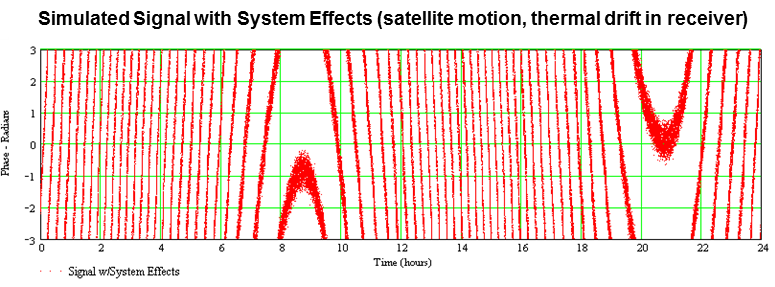 Simulated Signal with System Effects (satellite motion, thermal drift in receiver)
3
2
1
0
-1
-2
-3
Phase - Radians
0 2 4 6 8 10 12 14 16 18 20 22 24
Time (hours)
Signal w/System Effects